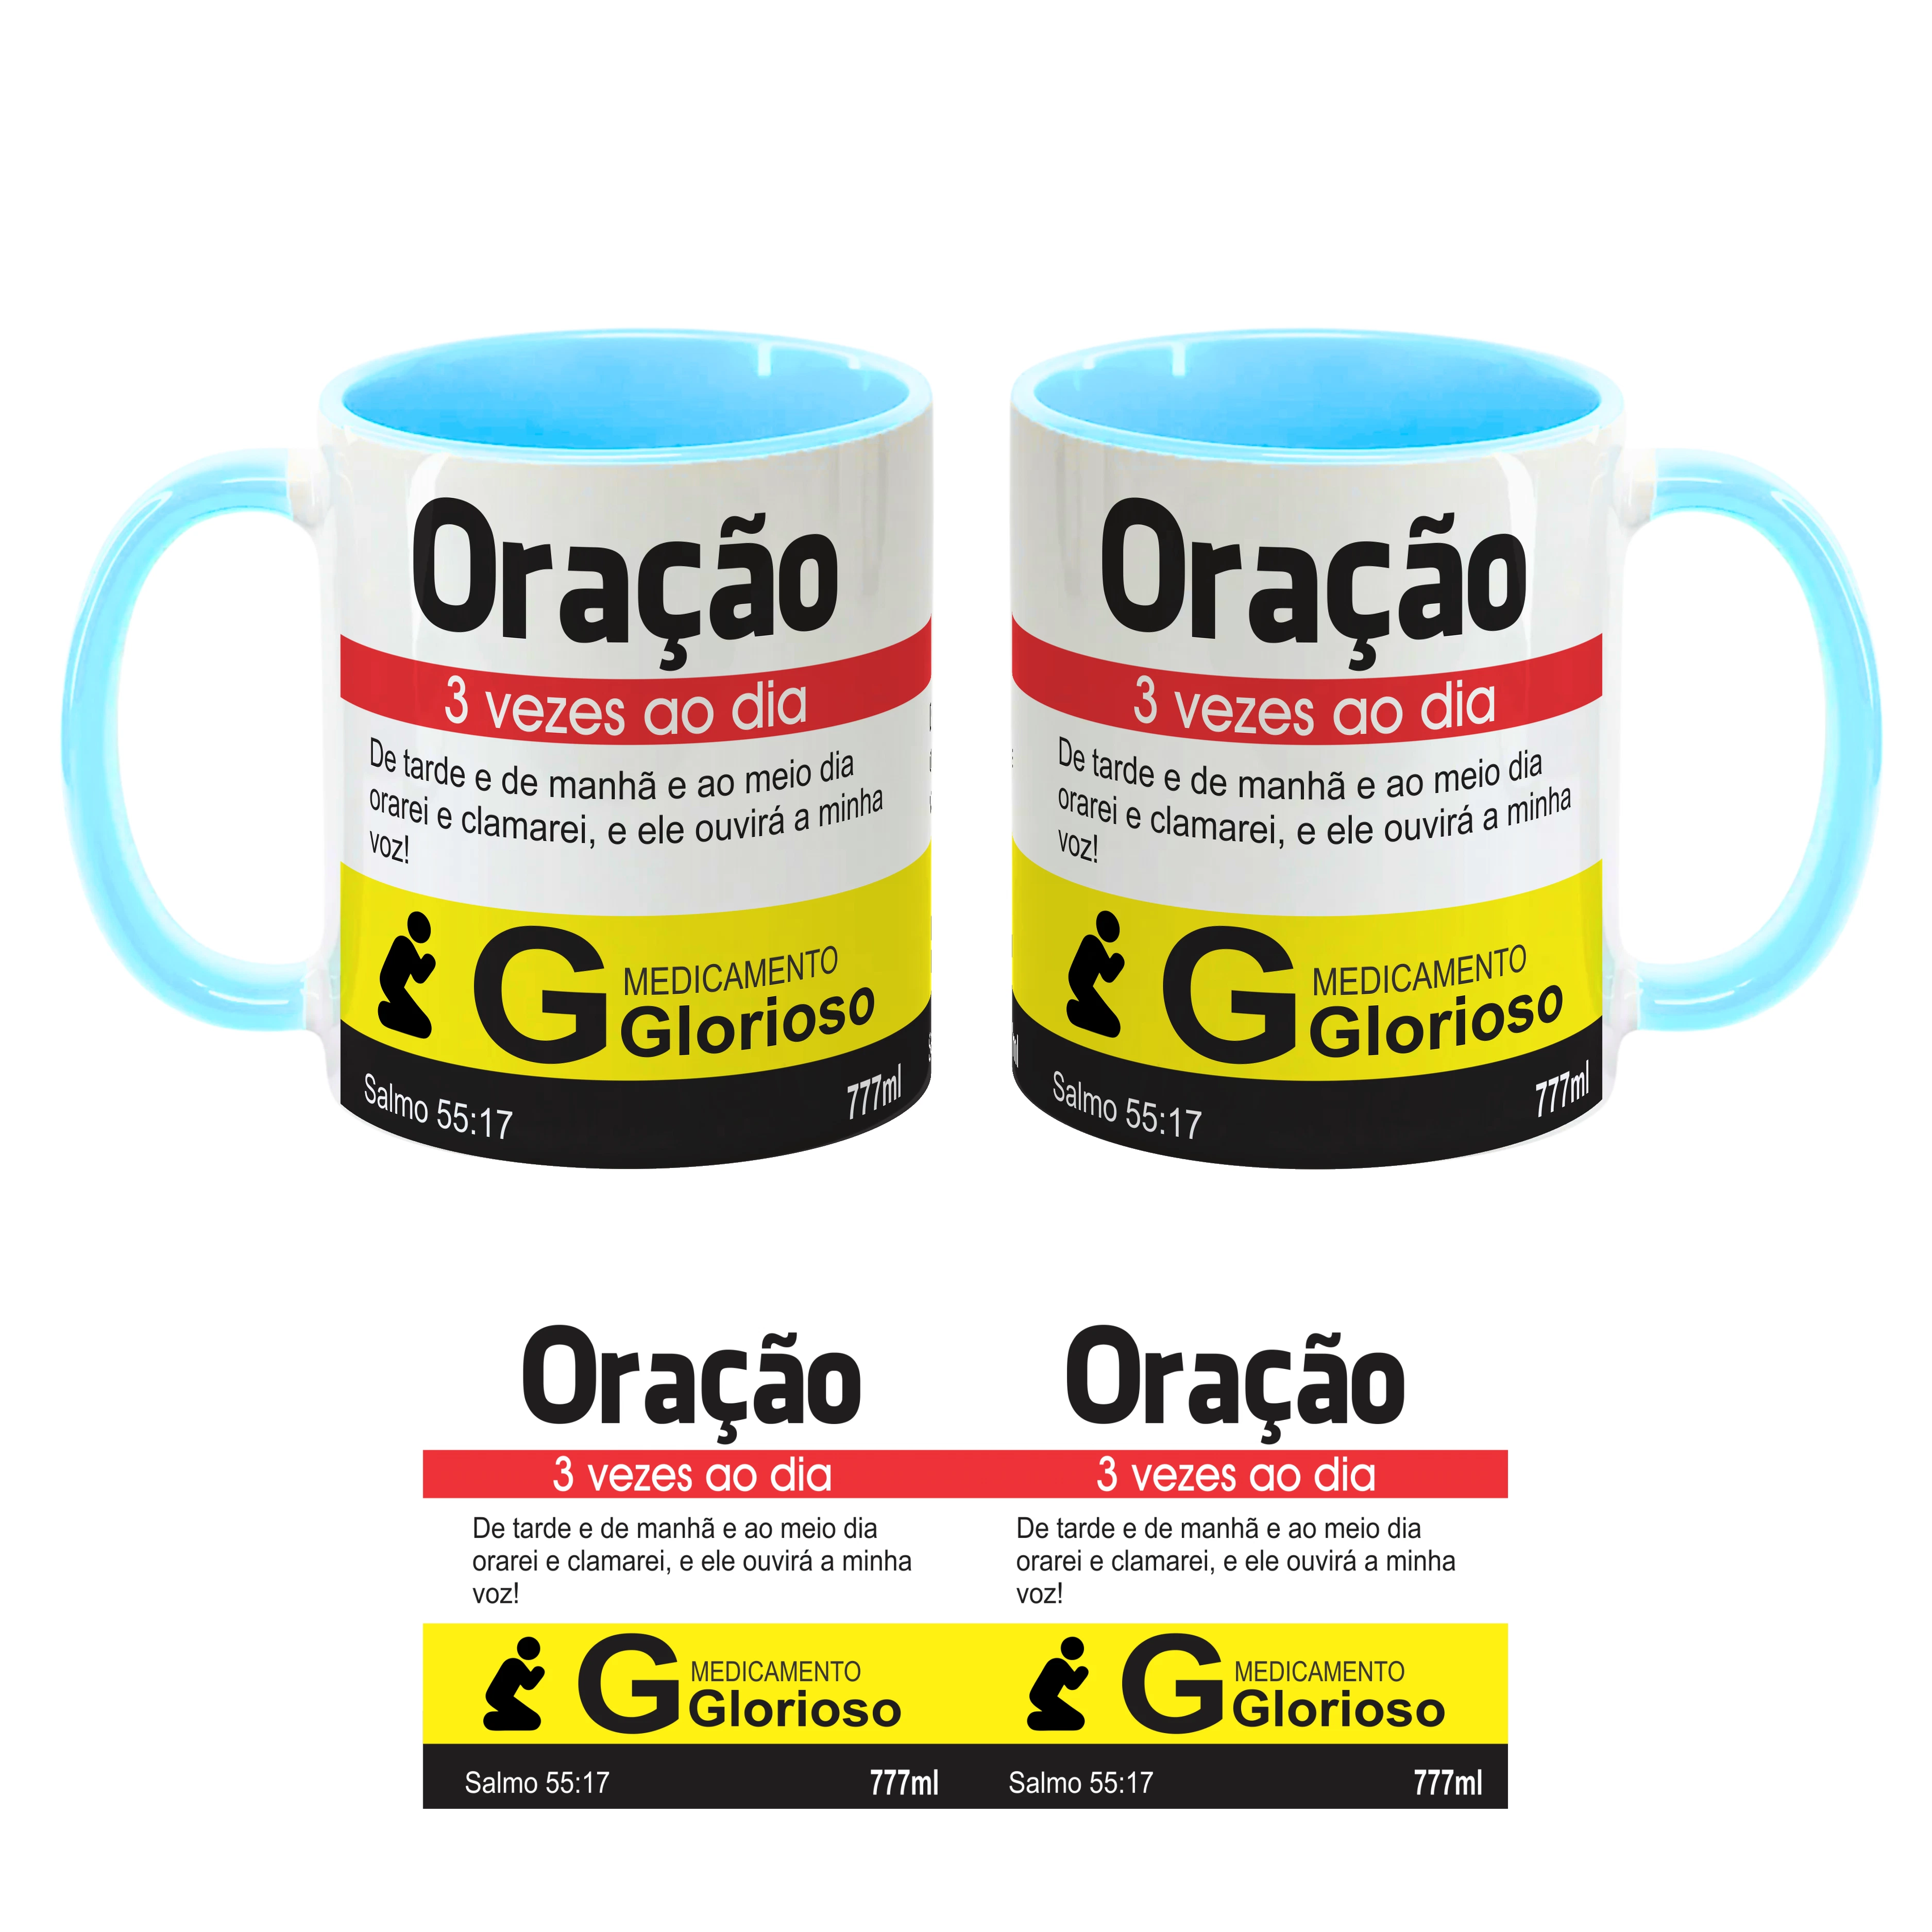 Oração
3 vezes ao dia
De tarde e de manhã e ao meio dia
orarei e clamarei, e ele ouvirá a minha
voz!
G MEDICAMENTO
Glorioso
Salmo 55:17 777ml
Oração
3 vezes ao dia
De tarde e de manhã e ao meio dia
orarei e clamarei, e ele ouvirá a minha
voz!
G MEDICAMENTO
Glorioso
Salmo 55:17 777ml
Oração
3 vezes ao dia
De tarde e de manhã e ao meio dia
orarei e clamarei, e ele ouvirá a minha
voz!
G MEDICAMENTO
Glorioso
Salmo 55:17 777ml
Oração
3 vezes ao dia
De tarde e de manhã e ao meio dia
orarei e clamarei, e ele ouvirá a minha
voz!
G MEDICAMENTO
Glorioso
Salmo 55:17 777ml